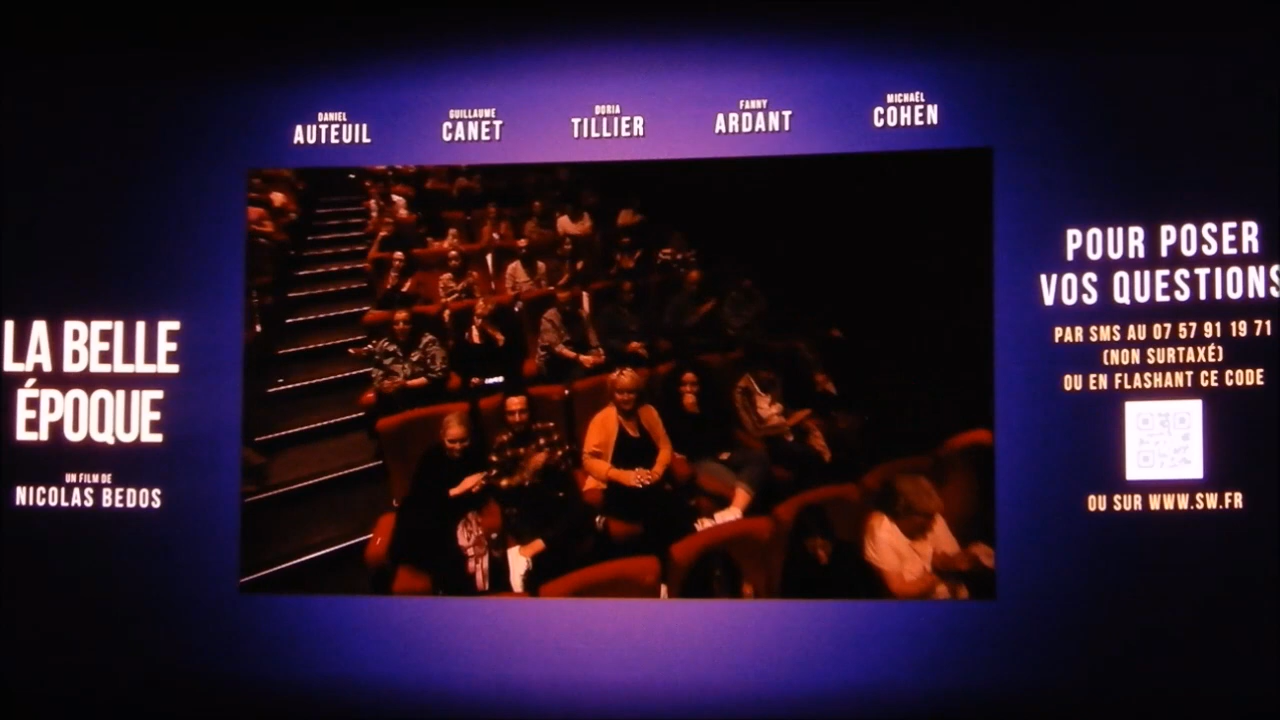 DANIEL
AUTEUIL
GUILLAUME
CANET
DORIA
TILLIER
FANNY
ARDANT
MICHAËL
COHEN
LA BELLE
ÉPOQUE
UN FILM DE
NICOLAS BEDOS
POUR POSER
VOS QUESTIONS
PAR SMS AU 07 57 91 19 71
(NON SURTAXÉ)
OU EN FLASHANT CE CODE
OU SUR WWW.SW.FR